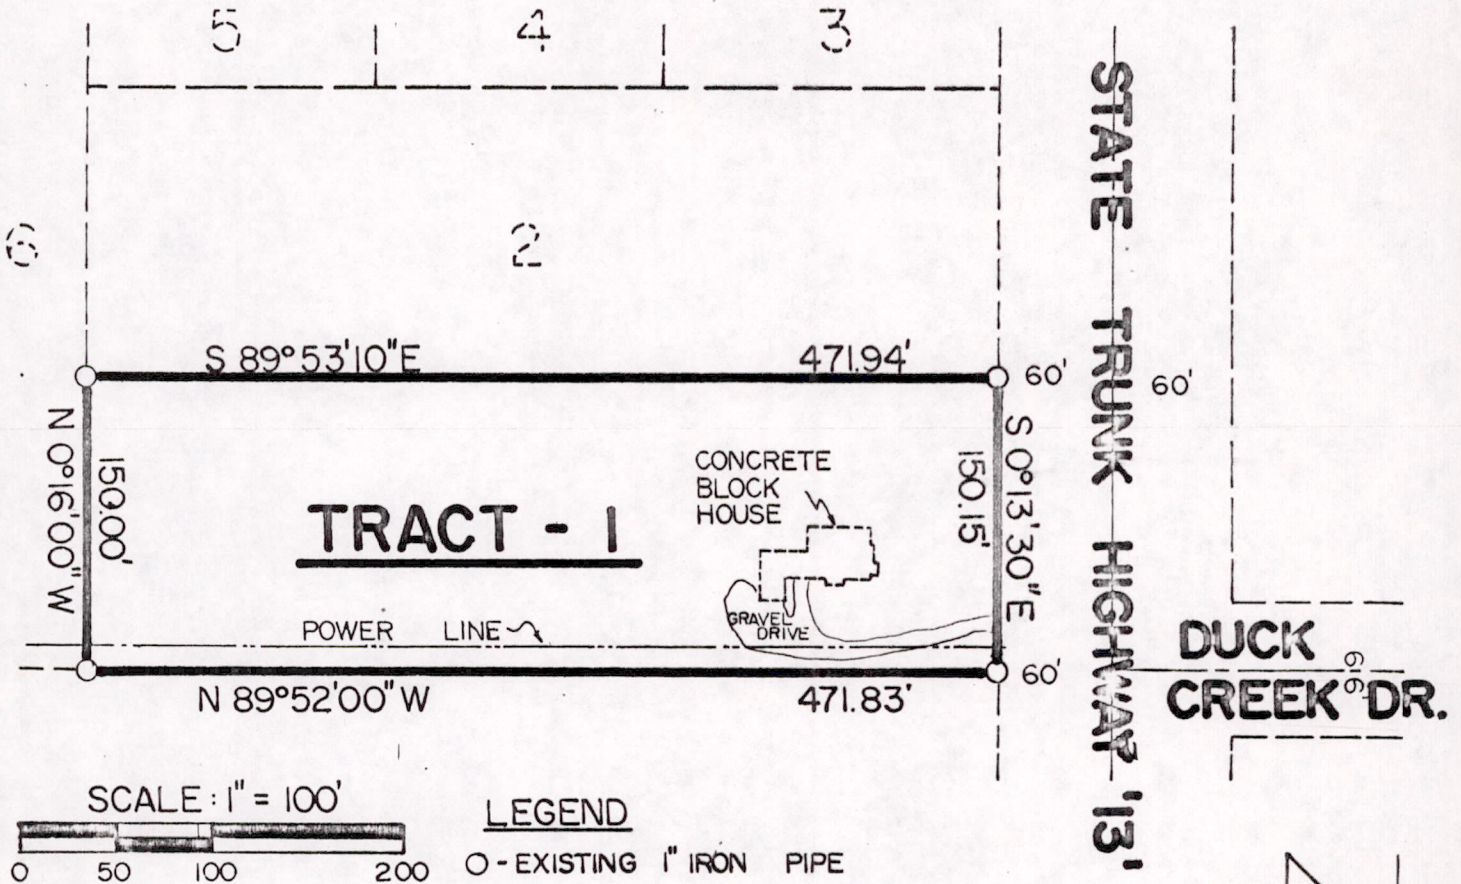 5 4 3
6 2
S 89°53'10"E 471.94'
60'
60'
N 0°16'00" W
150.00'
150.15'
S 0°13'30" E
CONCRETE
BLOCK
HOUSE
TRACT - 1
GRAVEL
DRIVE
POWER LINE
N 89°52'00" W 471.83'
60'
STATE TRUNK HIGHWAY '13'
DUCK
CREEK DR.
66'
SCALE: 1" = 100'
0 50 100 200
LEGEND
O - EXISTING 1" IRON PIPE